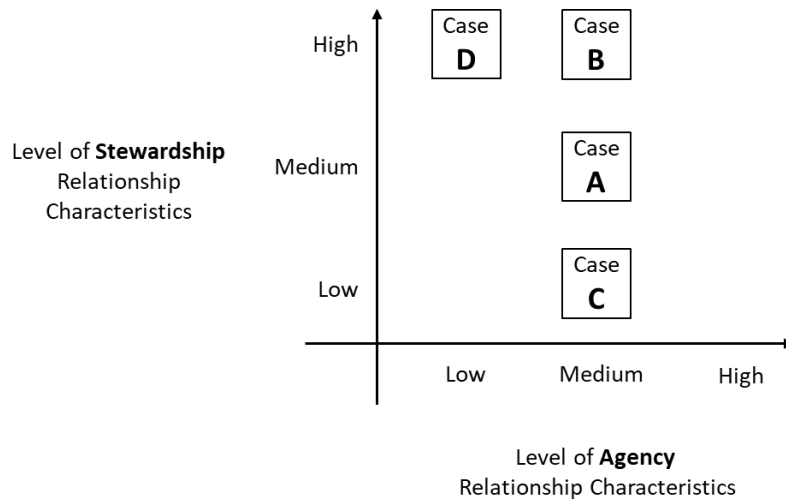 High
Case
D
Case
B
Level of Stewardship
Relationship
Characteristics
Medium
Case
A
Low
Case
C
Low
Medium
High
Level of Agency
Relationship Characteristics